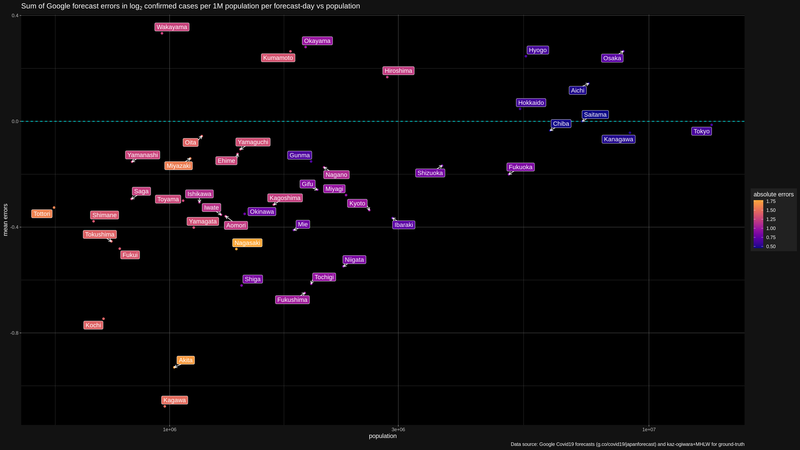 Sum of Google forecast errors in log2 confirmed cases per 1M population per forecast-day vs population
0.4
Wakayama
Okayama
Hyogo
Kumamoto
Osaka
Hiroshima
Aichi
Hokkaido
Saitama
0.0
Chiba
Tokyo
Kanagawa
Oita
Yamaguchi
Yamanashi
Gunma
Ehime
Miyazaki
Fukuoka
Shizuoka
Nagano
Gifu
Miyagi
Saga
Ishikawa
Toyama
Kagoshima
Kyoto
Iwate
Okinawa
Tottori
Shimane
Yamagata
Aomori
Mie
Ibaraki
-0.4
Tokushima
Nagasaki
Fukui
Niigata
Shiga
Tochigi
Fukushima
Kochi
-0.8
Akita
Kagawa
mean errors
1e+06
3e+06
1e+07
population
absolute errors
1.75
1.50
1.25
1.00
0.75
0.50
Data source: Google Covid19 forecasts (g.co/covid19/japanforecast) and kaz-ogiwara+MHLW for ground-truth